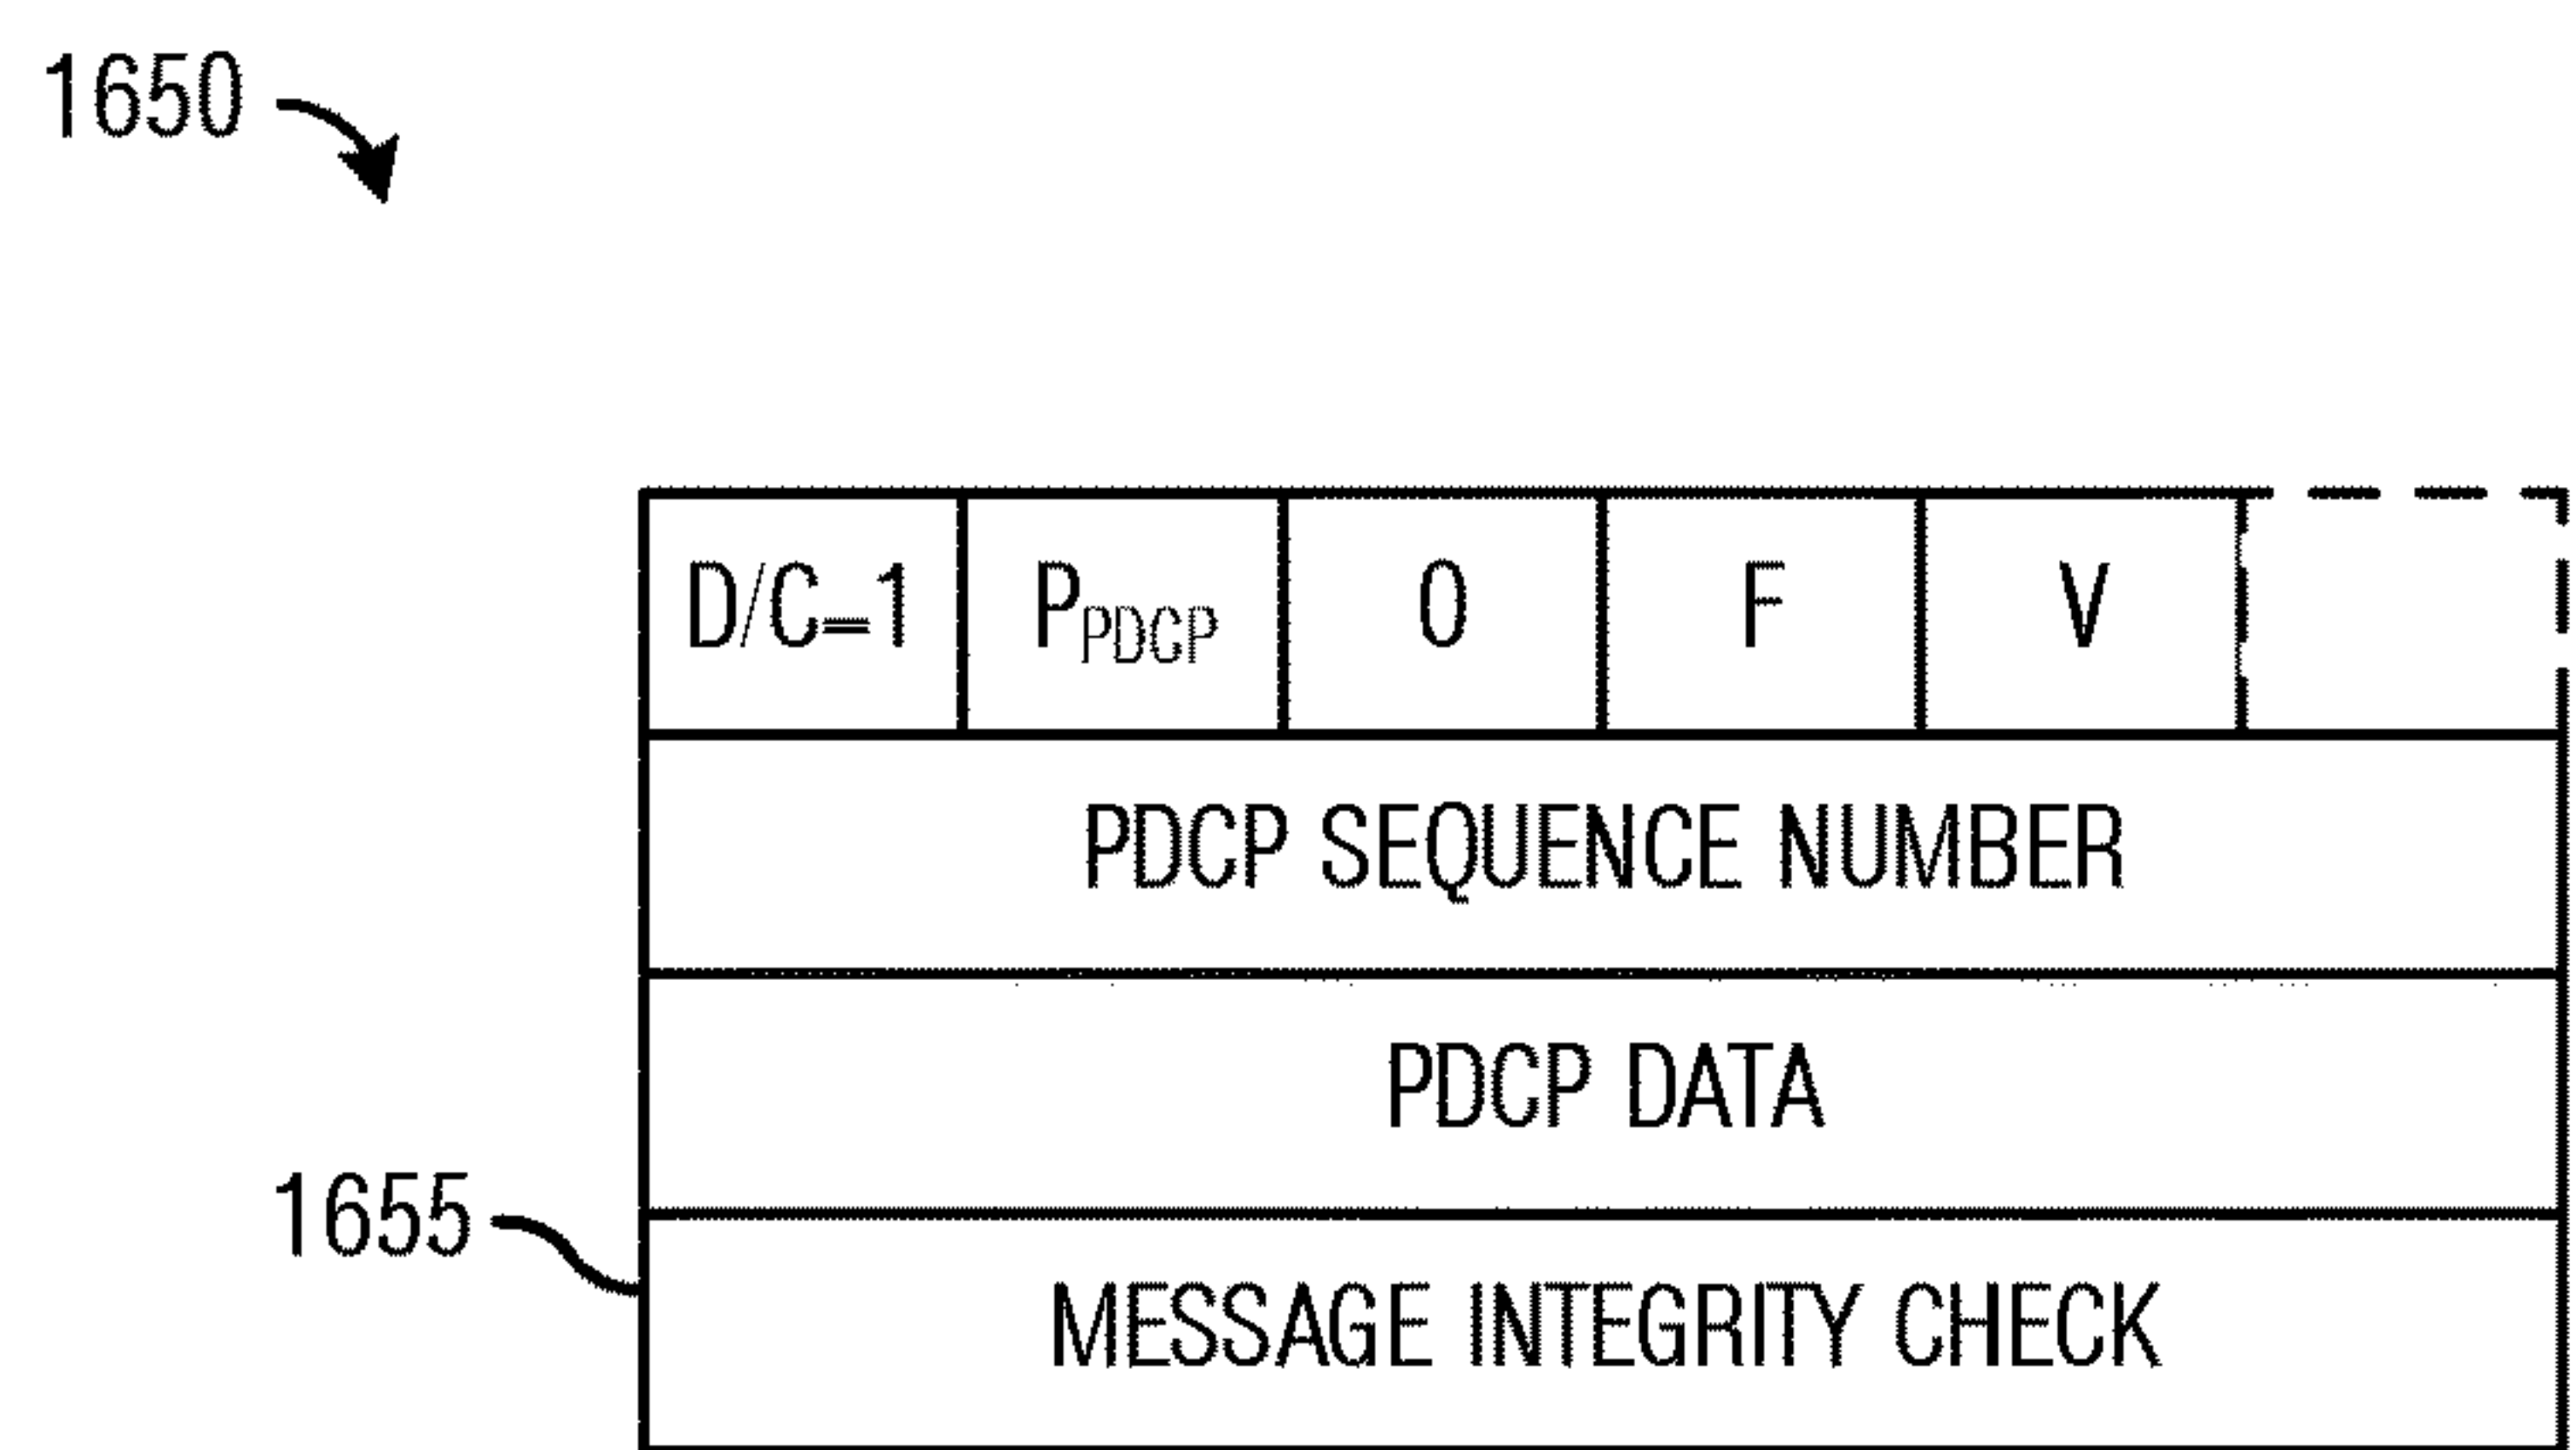 1650
D/C=1 PPDCP O F V
PDCP SEQUENCE NUMBER
PDCP DATA
1655
MESSAGE INTEGRITY CHECK